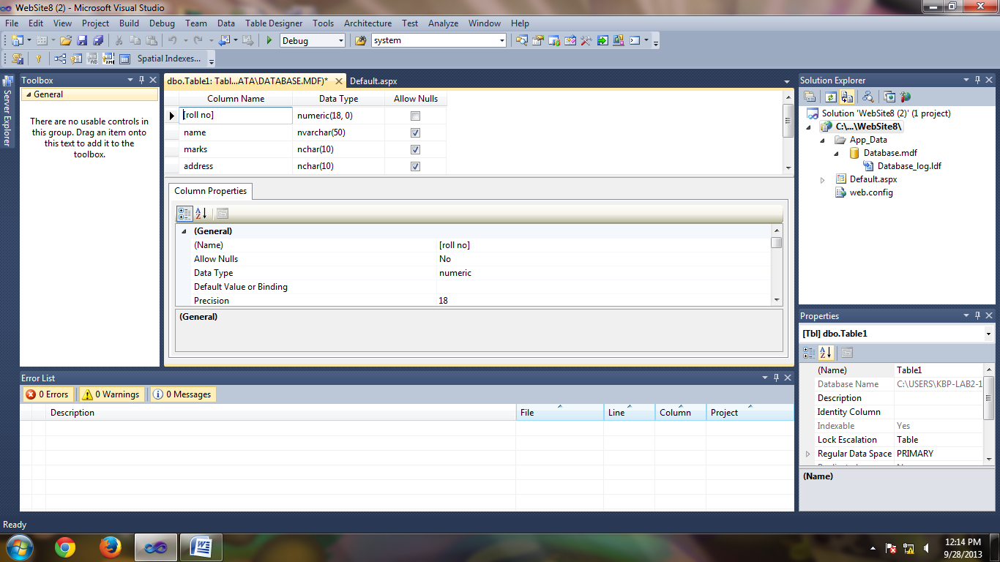 WebSite8 (2) - Microsoft Visual Studio
File Edit View Project Build Debug Team Data Table Designer Tools Architecture Test Analyze Window Help
Debug system
Spatial Indexes...
Server Explorer
Toolbox
General
There are no usable controls in
this group. Drag an item onto
this text to add it to the
toolbox.
dbo.Table1: Tabl...ATA\DATABASE.MDF)* Default.aspx
Column Name Data Type Allow Nulls
[roll no] numeric(18, 0)
name nvarchar(50)
marks nchar(10)
address nchar(10)
Column Properties
(General)
(Name) [roll no]
Allow Nulls No
Data Type numeric
Default Value or Binding
Precision 18
(General)
Solution Explorer
Solution 'WebSite8 (2)' (1 project)
C:\...\WebSite8\
App_Data
Database.mdf
Database_log.ldf
Default.aspx
web.config
Properties
[Tbl] dbo.Table1
(Name) Table1
Database Name C:\USERS\KBP-LAB2-1
Description
Identity Column
Indexable Yes
Lock Escalation Table
Regular Data Space PRIMARY
(Name)
Error List
0 Errors 0 Warnings 0 Messages
Description File Line Column Project
Ready
12:14 PM
9/28/2013